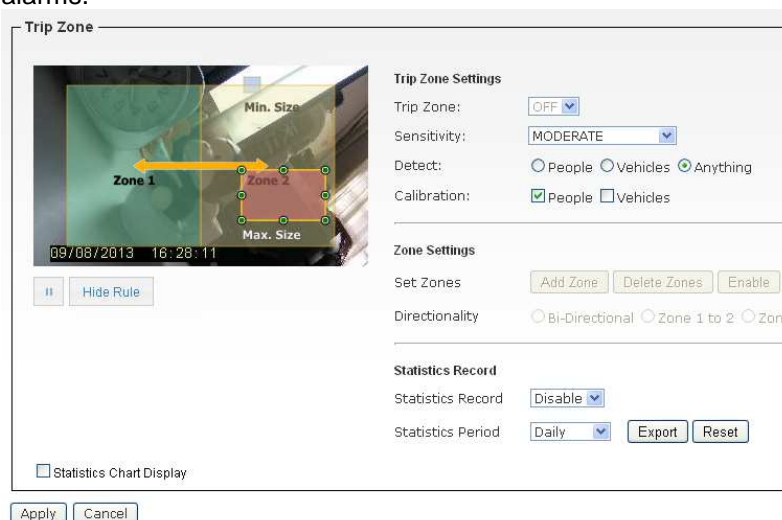 alarms.
Trip Zone
Min. Size
Zone 1
Zone 2
Max. Size
09/08/2013 16:28:11
Hide Rule
Trip Zone Settings
Trip Zone: OFF
Sensitivity: MODERATE
Detect: People Vehicles Anything
Calibration: People Vehicles
Zone Settings
Set Zones Add Zone Delete Zones Enable
Directionality Bi-Directional Zone 1 to 2 Zon
Statistics Record
Statistics Record Disable
Statistics Period Daily Export Reset
Statistics Chart Display
Apply Cancel